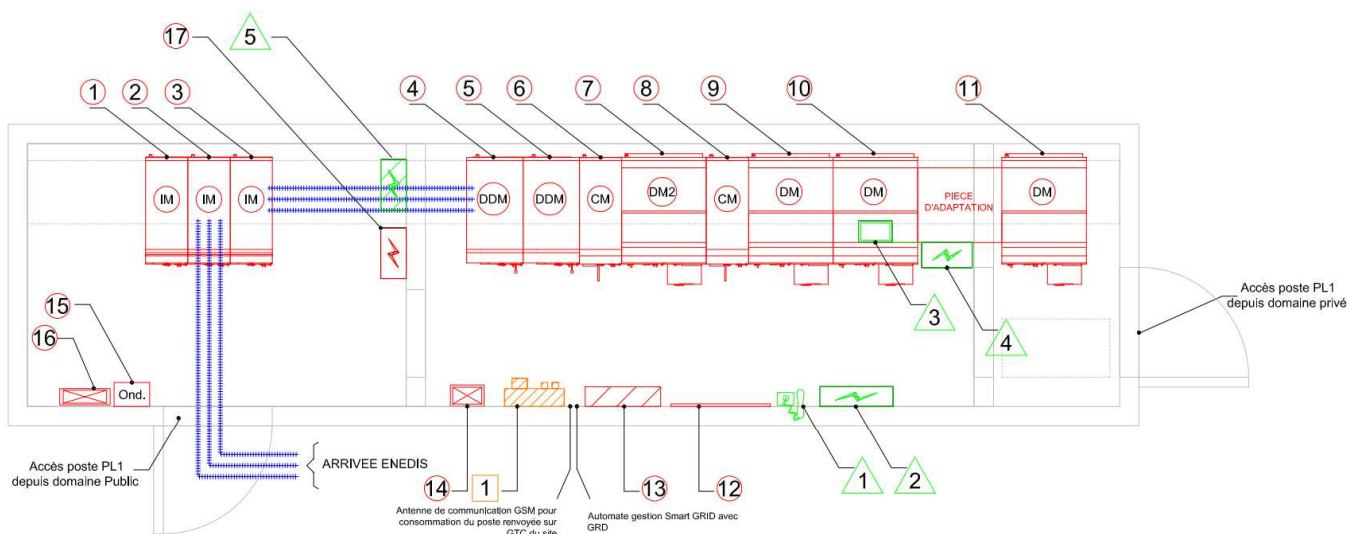 17
5
1
2
3
4
5
6
7
8
9
10
11
IM
IM
IM
DDM
DDM
CM
DM2
CM
DM
DM
PIECE
D'ADAPTATION
DM
3
4
Accès poste PL1
depuis domaine privé
15
16
Ond.
Accès poste PL1
depuis domaine Public
ARRIVEE ENEDIS
14
1
13
12
1
2
Antenne de communication GSM pour
consommation du poste renvoyée sur
GTC du site
Automate gestion Smart GRID avec
GRD